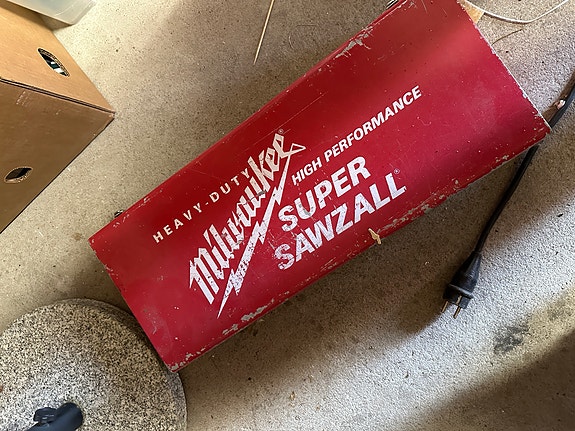 HEAVY-DUTY
Milwaukee®
HIGH PERFORMANCE
SUPER
SAWZALL®